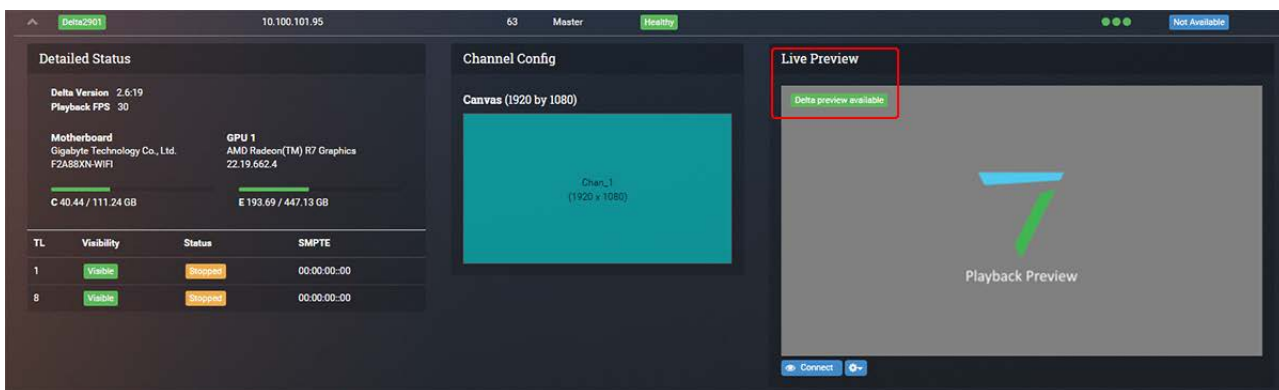 Delta2901 10.100.101.95 63 Master Healthy Not Available
Detailed Status
Delta Version 2.6:19
Playback FPS 30
Motherboard
Gigabyte Technology Co., Ltd.
F2A88XN-WIFI
GPU 1
AMD Radeon(TM) R7 Graphics
22.19.662.4
C 40.44 / 111.24 GB
E 193.69 / 447.13 GB
TL Visibility Status SMPTE
1 Visible Stopped 00:00:00::00
8 Visible Stopped 00:00:00::00
Channel Config
Canvas (1920 by 1080)
Chan_1
(1920 x 1080)
Live Preview
Delta preview available
Playback Preview
Connect